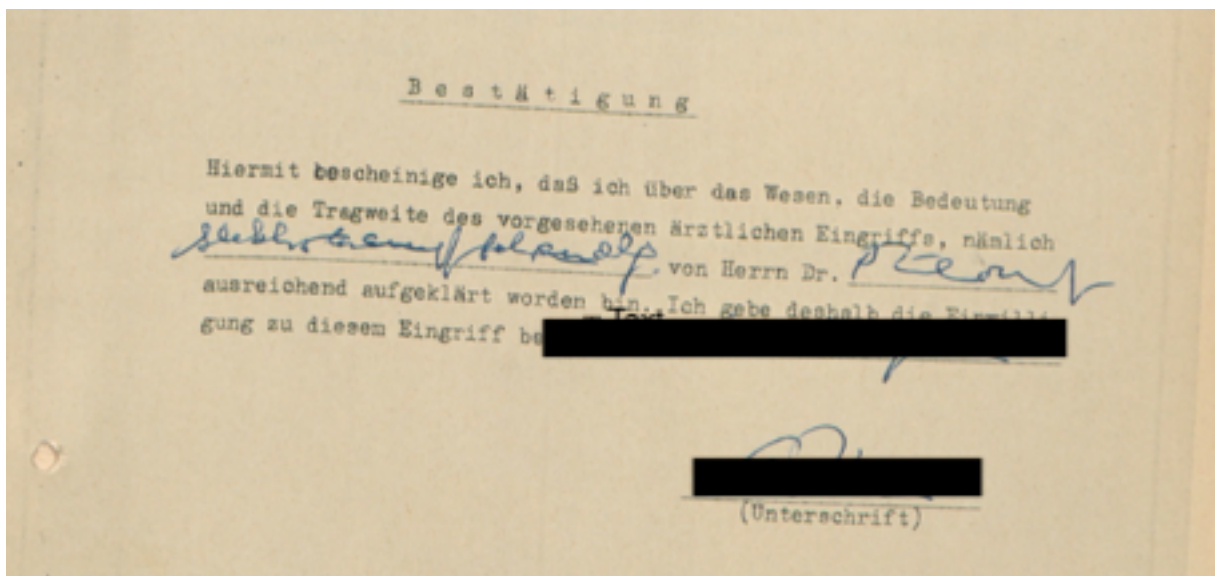 Bestätigung
Hiermit bescheinige ich, daß ich über das Wesen, die Bedeutung
und die Tragweite des vorgesehenen ärztlichen Eingriffs, nämlich
von Herrn Dr.
ausreichend aufgeklärt worden bin. Ich gebe deshalb die Einwilli-
gung zu diesem Eingriff
Text
(Unterschrift)